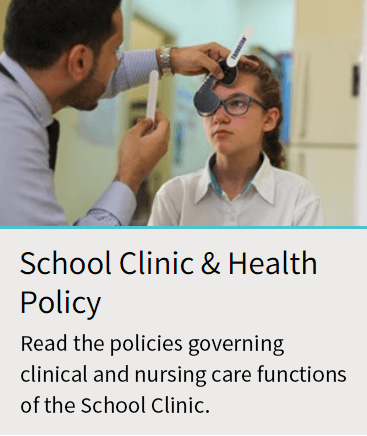 School Clinic & Health
Policy
Read the policies governing
clinical and nursing care functions
of the School Clinic.